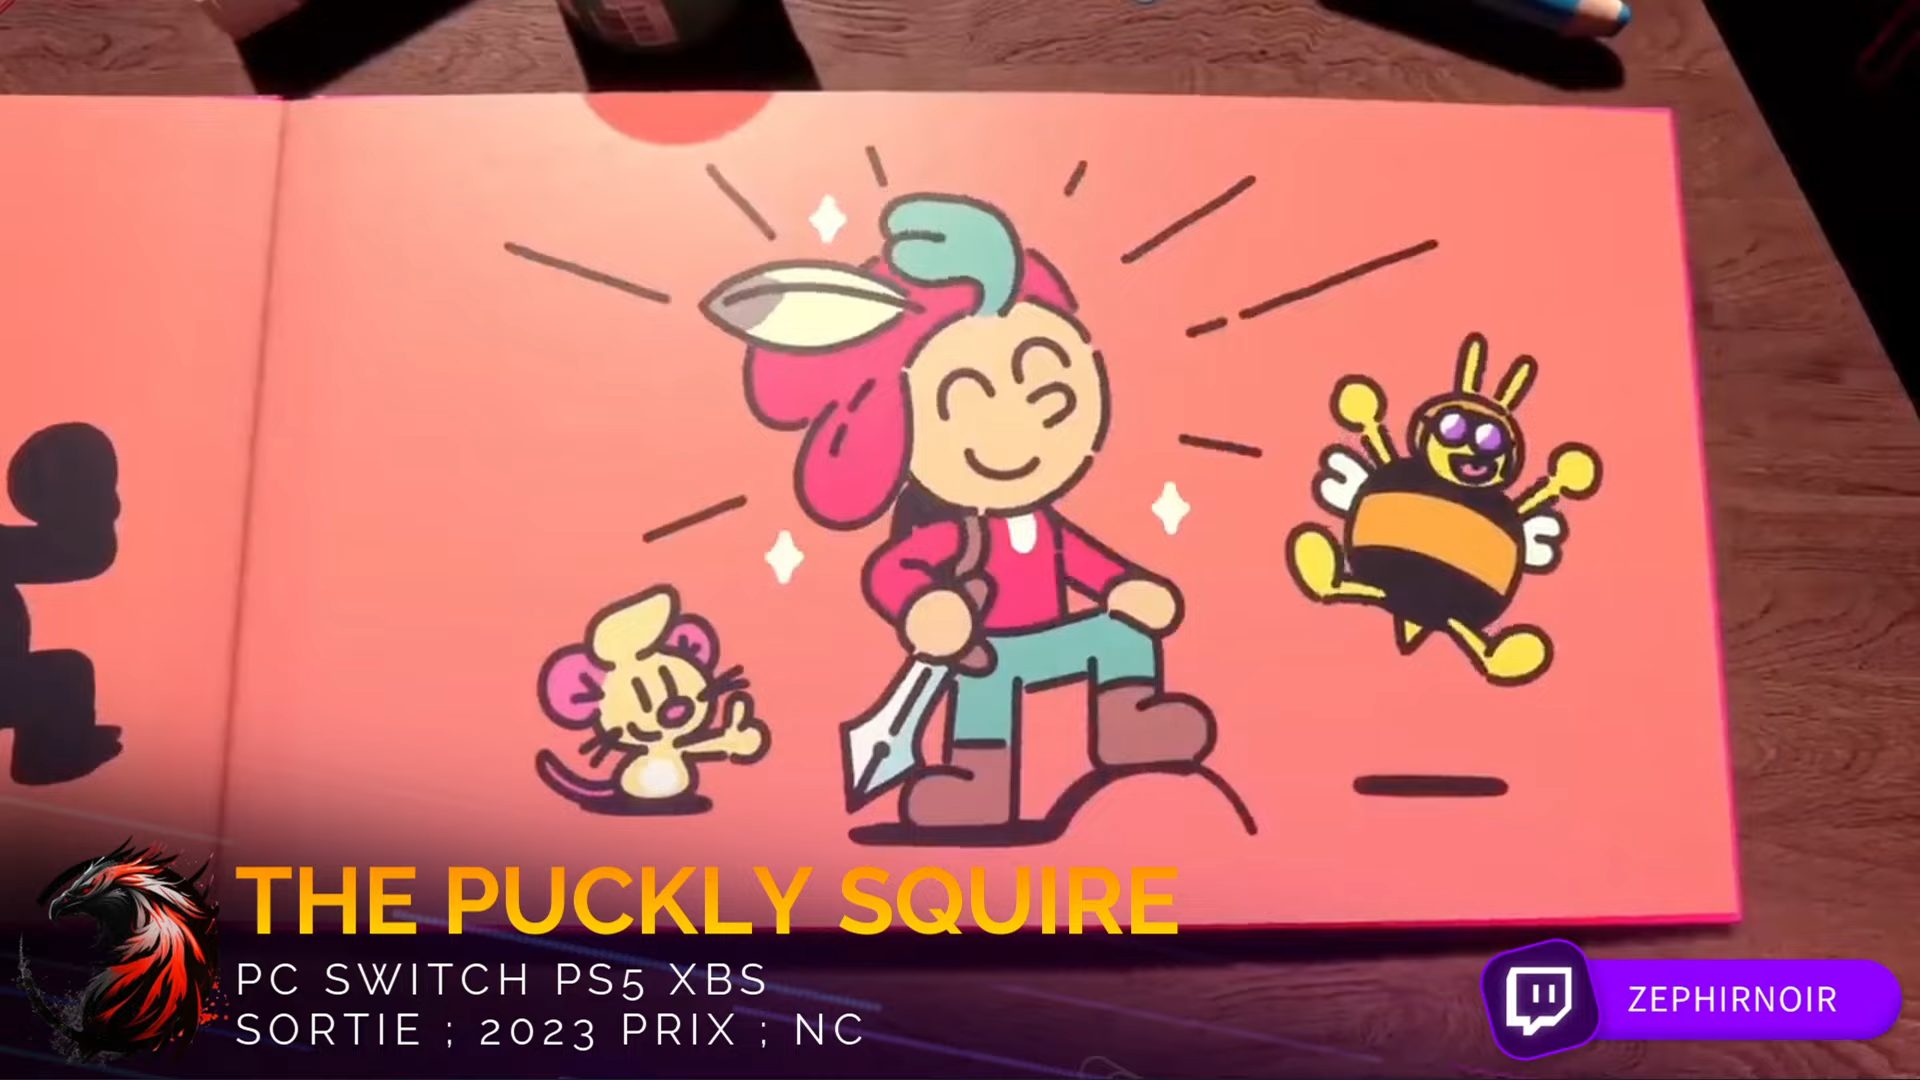 THE PUCKLY SQUIRE
PC SWITCH PS5 XBS
SORTIE ; 2023 PRIX ; NC
ZEPHIRNOIR